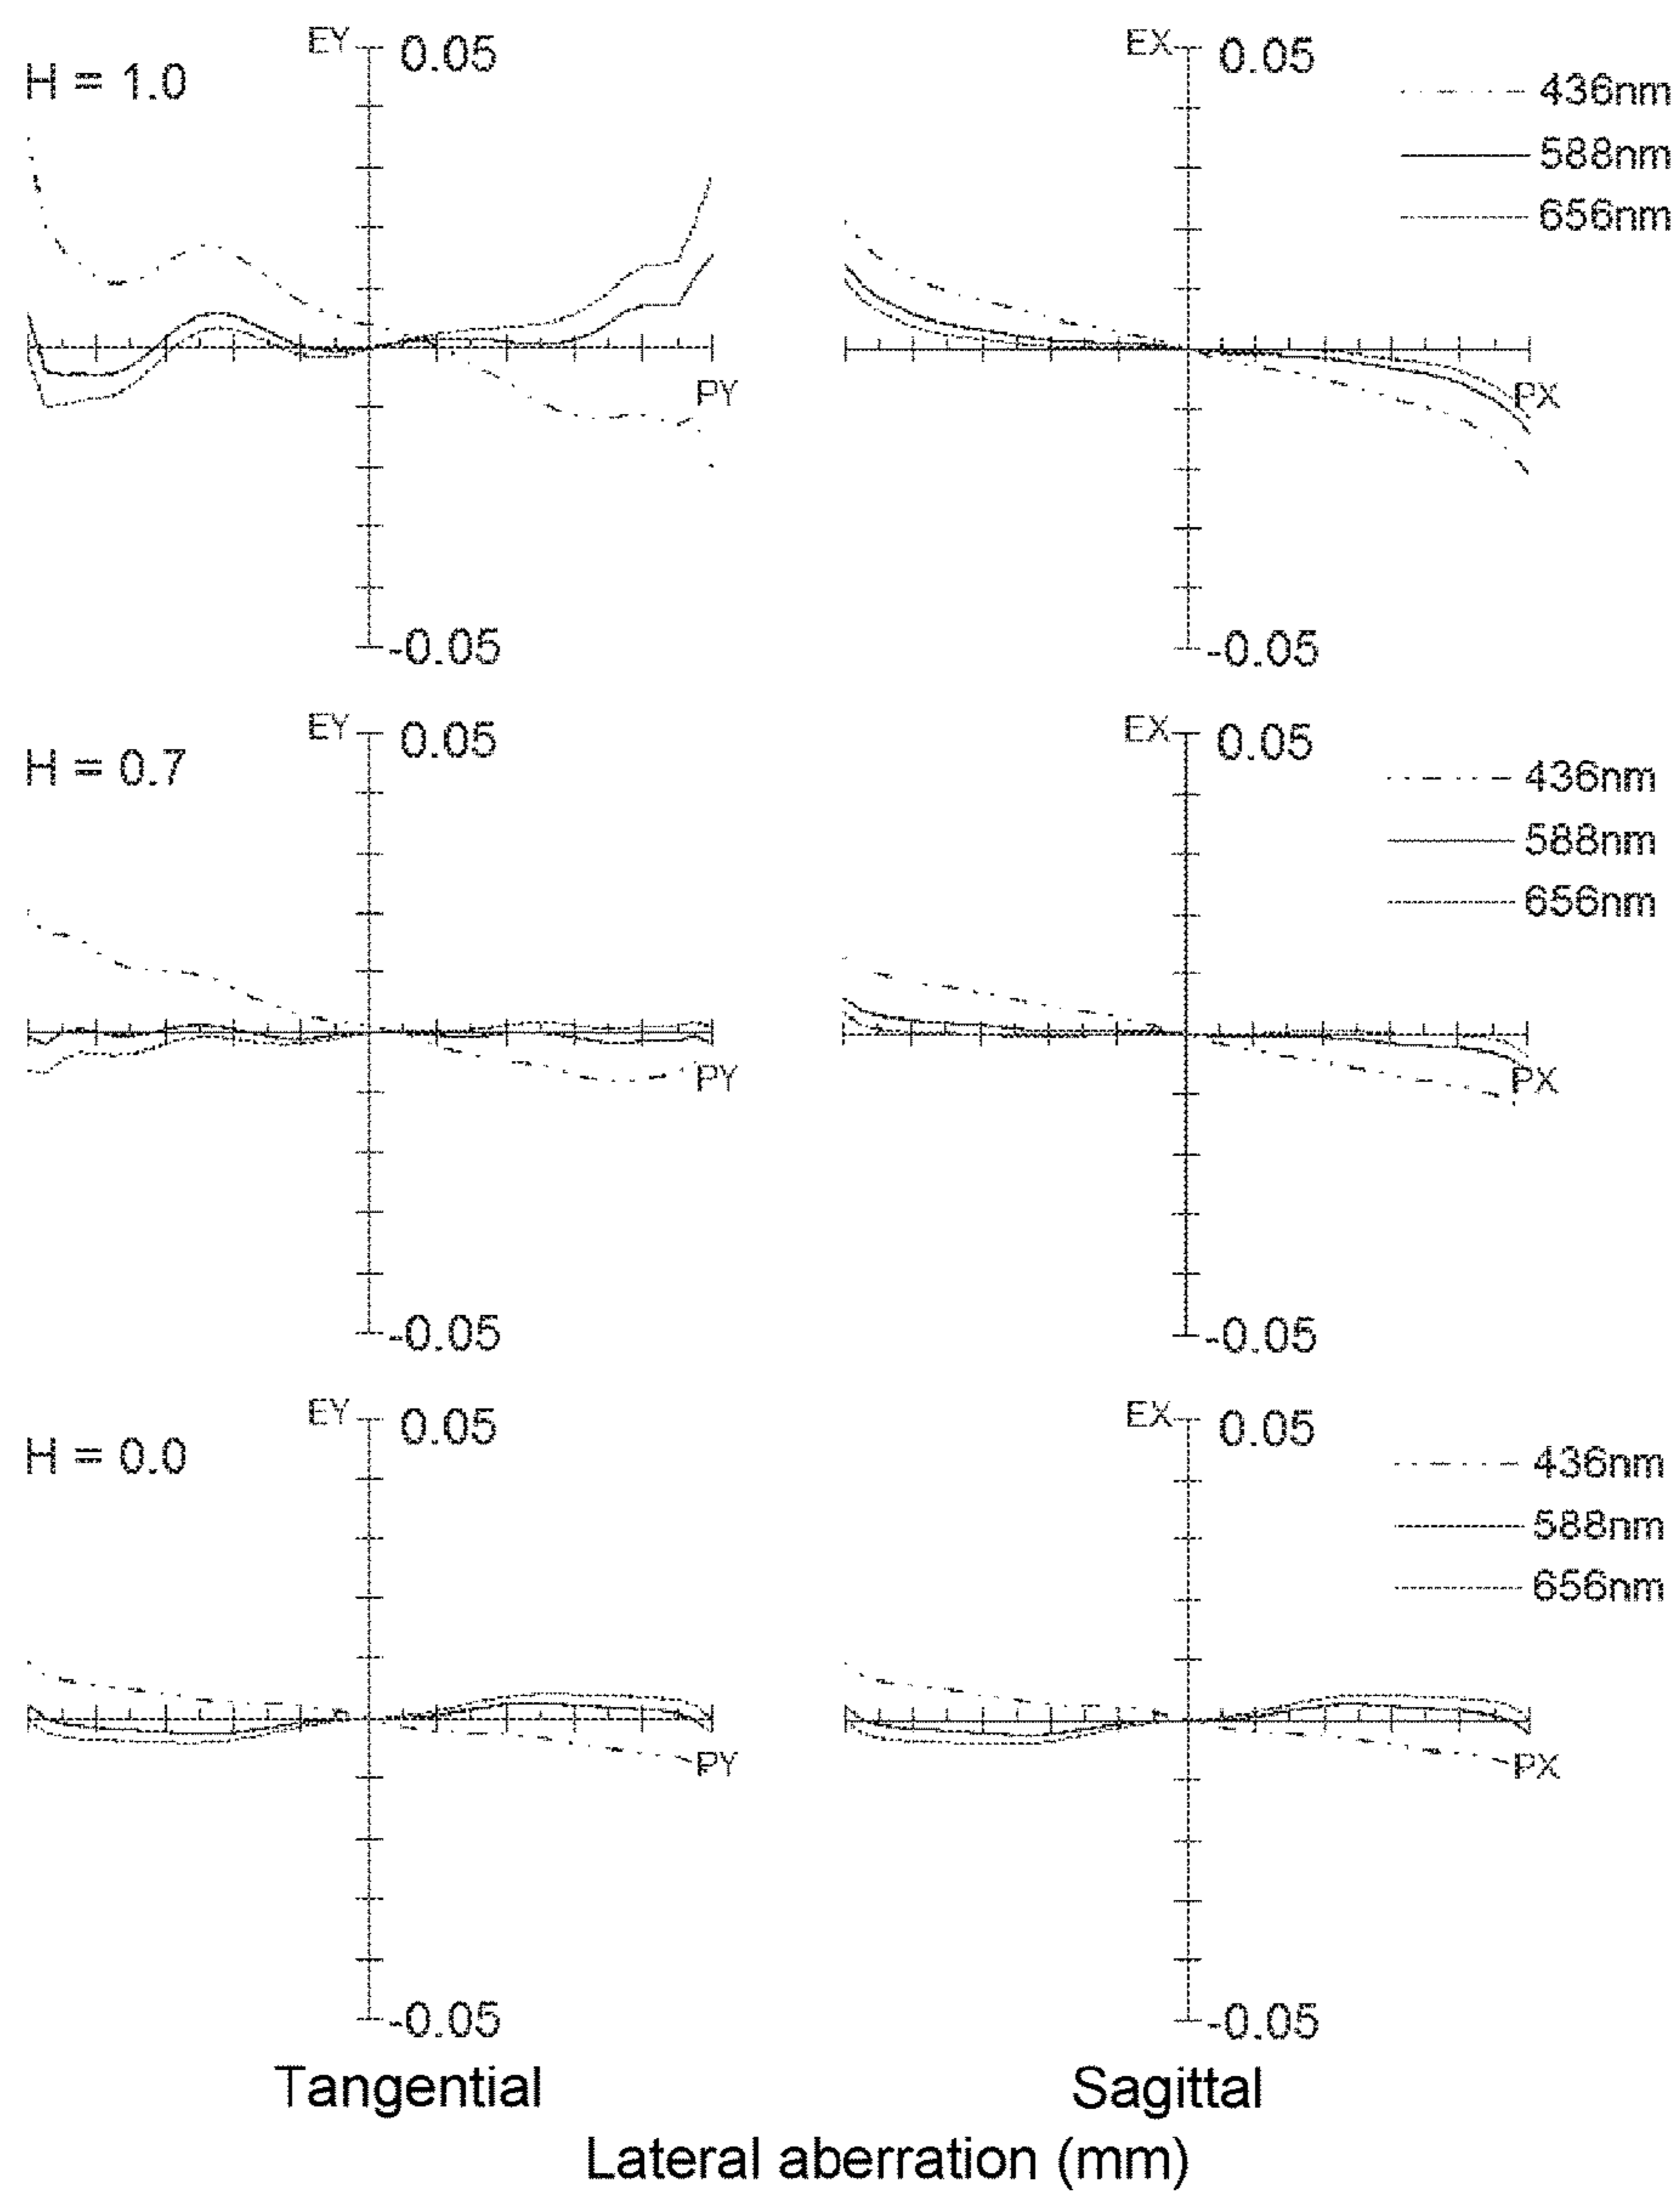 EY 0.05 EX 0.05
H = 1.0
436nm
588nm
656nm
PY PX
-0.05 -0.05
EY 0.05 EX 0.05
H = 0.7
436nm
588nm
656nm
PY PX
-0.05 -0.05
EY 0.05 EX 0.05
H = 0.0
436nm
588nm
656nm
PY PX
-0.05 -0.05
Tangential Sagittal
Lateral aberration (mm)